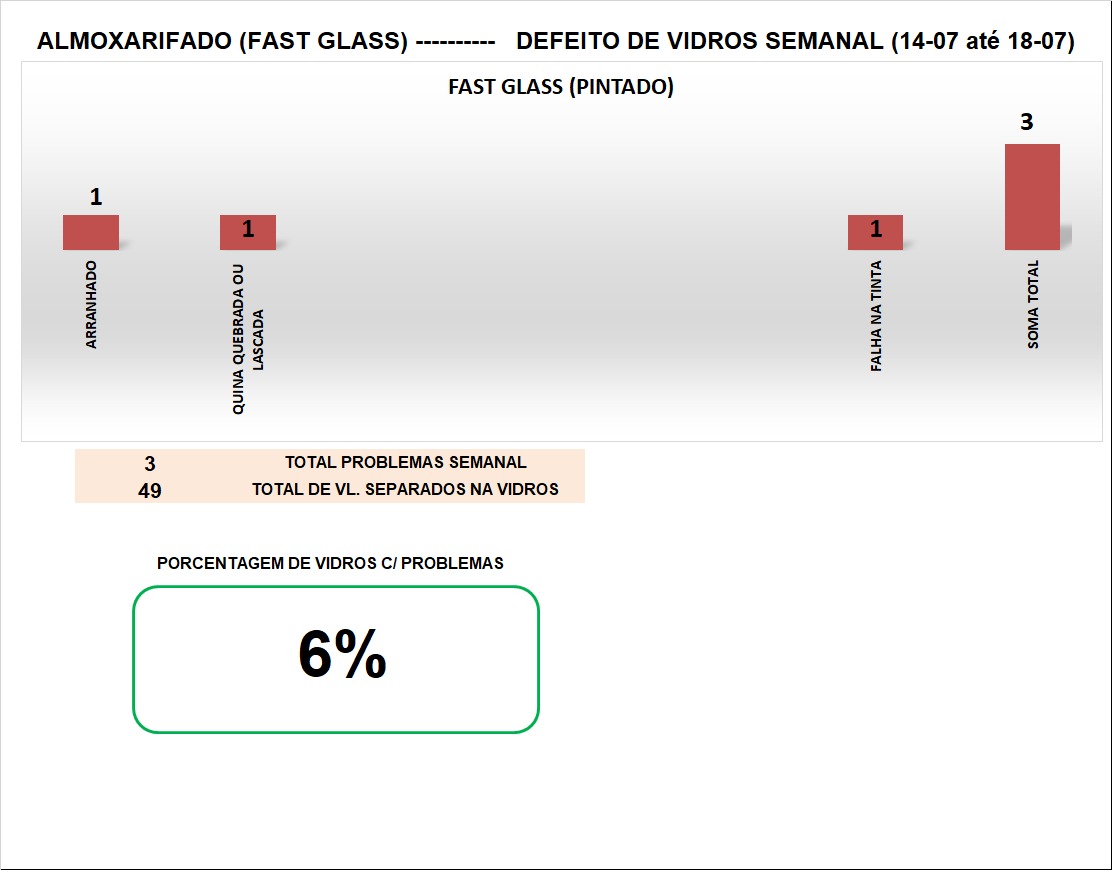 ALMOXARIFADO (FAST GLASS) ---------- DEFEITO DE VIDROS SEMANAL (14-07 até 18-07)
FAST GLASS (PINTADO)
1
1
1
3
ARRANHADO
QUINA QUEBRADA OU
LASCADA
FALHA NA TINTA
SOMA TOTAL
3 TOTAL PROBLEMAS SEMANAL
49 TOTAL DE VL. SEPARADOS NA VIDROS
PORCENTAGEM DE VIDROS C/ PROBLEMAS
6%